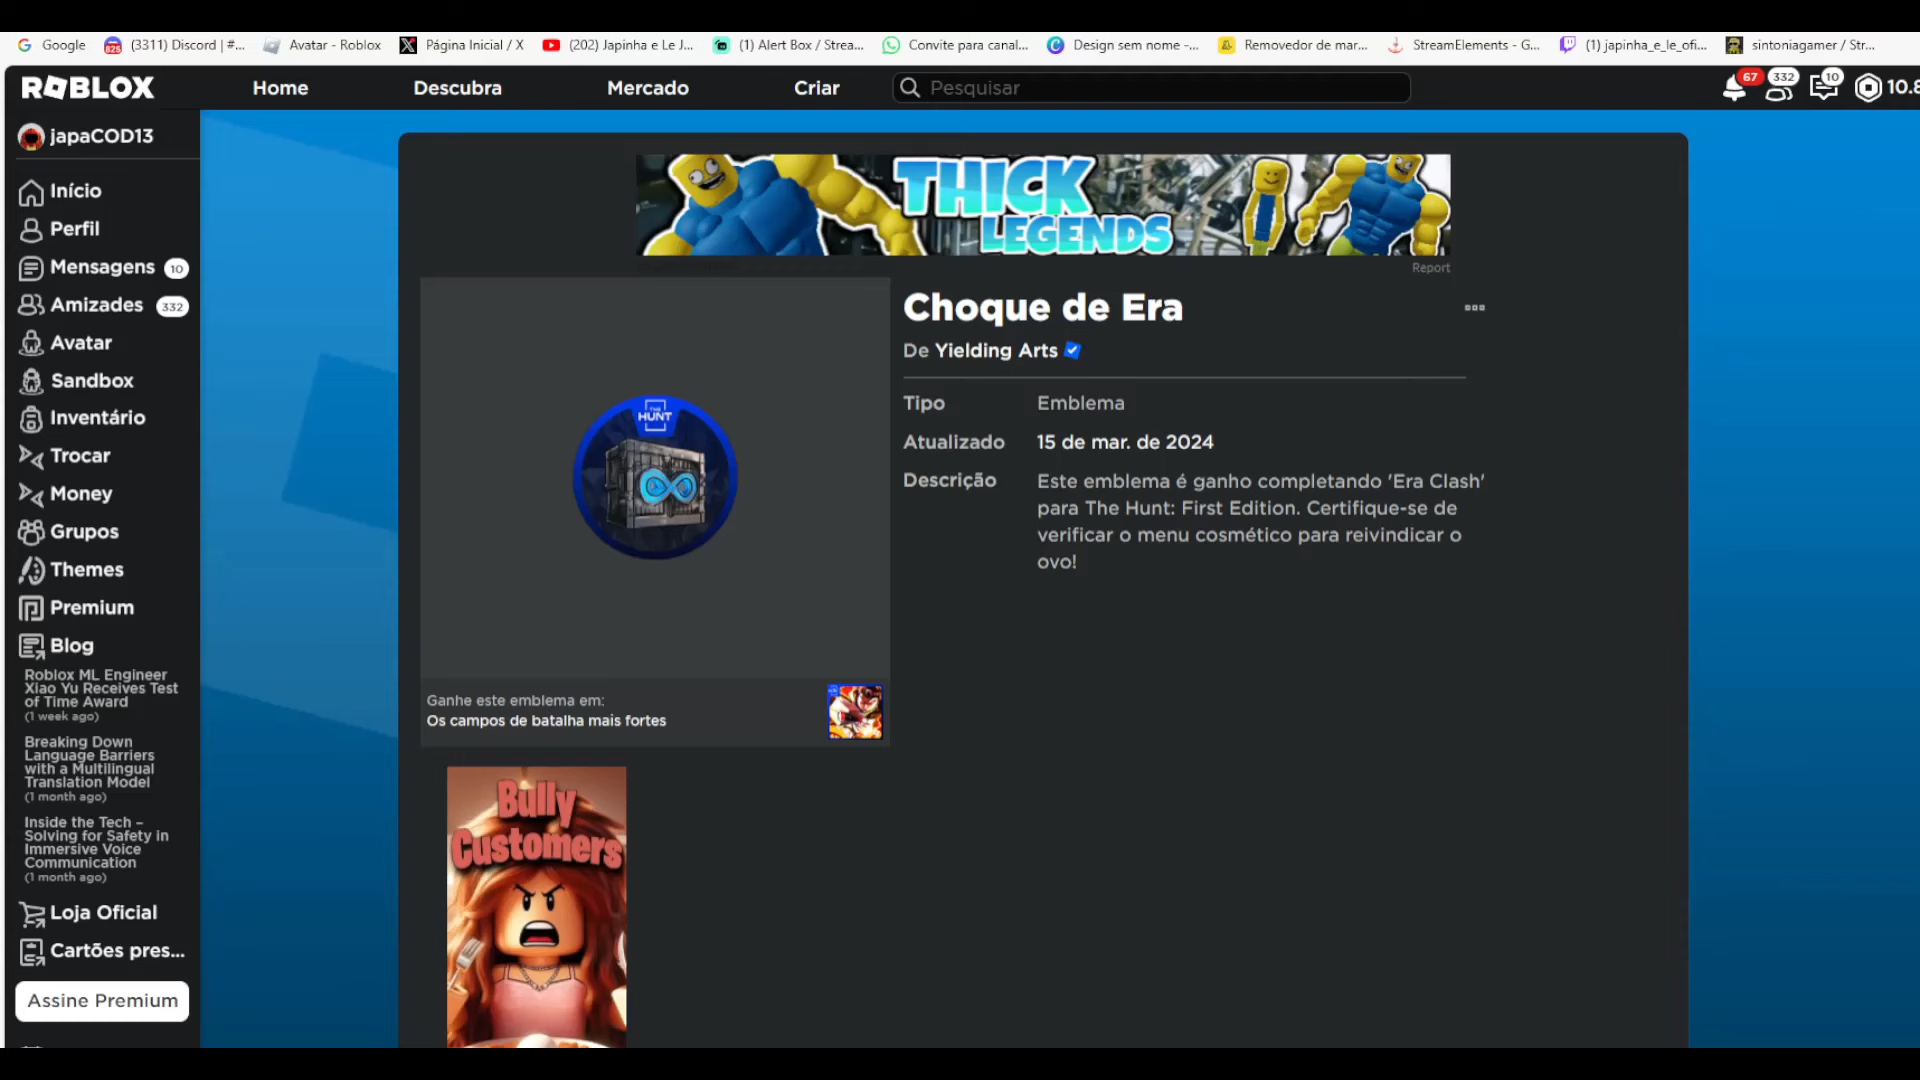 Google
(3311) Discord | #...
Avatar - Roblox
Página Inicial / X
(202) Japinha e Le J...
(1) Alert Box / Strea...
Convite para canal...
Design sem nome -...
Removedor de mar...
StreamElements - G...
(1) japinha_e_le_ofi...
sintoniagamer / Str...
ROBLOX
Home
Descubra
Mercado
Criar
Pesquisar
67
332
10
10.8
japaCOD13
Início
Perfil
Mensagens 10
Amizades 332
Avatar
Sandbox
Inventário
Trocar
Money
Grupos
Themes
Premium
Blog
Roblox ML Engineer
Xiao Yu Receives Test
of Time Award
(1 week ago)
Breaking Down
Language Barriers
with a Multilingual
Translation Model
(1 month ago)
Inside the Tech –
Solving for Safety in
Immersive Voice
Communication
(1 month ago)
Loja Oficial
Cartões pres...
Assine Premium
THICK
LEGENDS
Report
THE
HUNT
Choque de Era
De Yielding Arts
Tipo Emblema
Atualizado 15 de mar. de 2024
Descrição Este emblema é ganho completando 'Era Clash'
para The Hunt: First Edition. Certifique-se de
verificar o menu cosmético para reivindicar o
ovo!
Ganhe este emblema em:
Os campos de batalha mais fortes
Bully
Customers